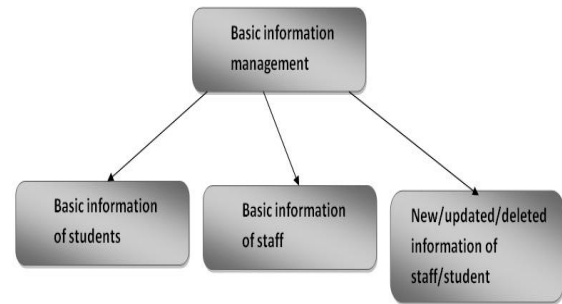 Basic information
management
Basic information
of students
Basic information
of staff
New/updated/deleted
information of
staff/student